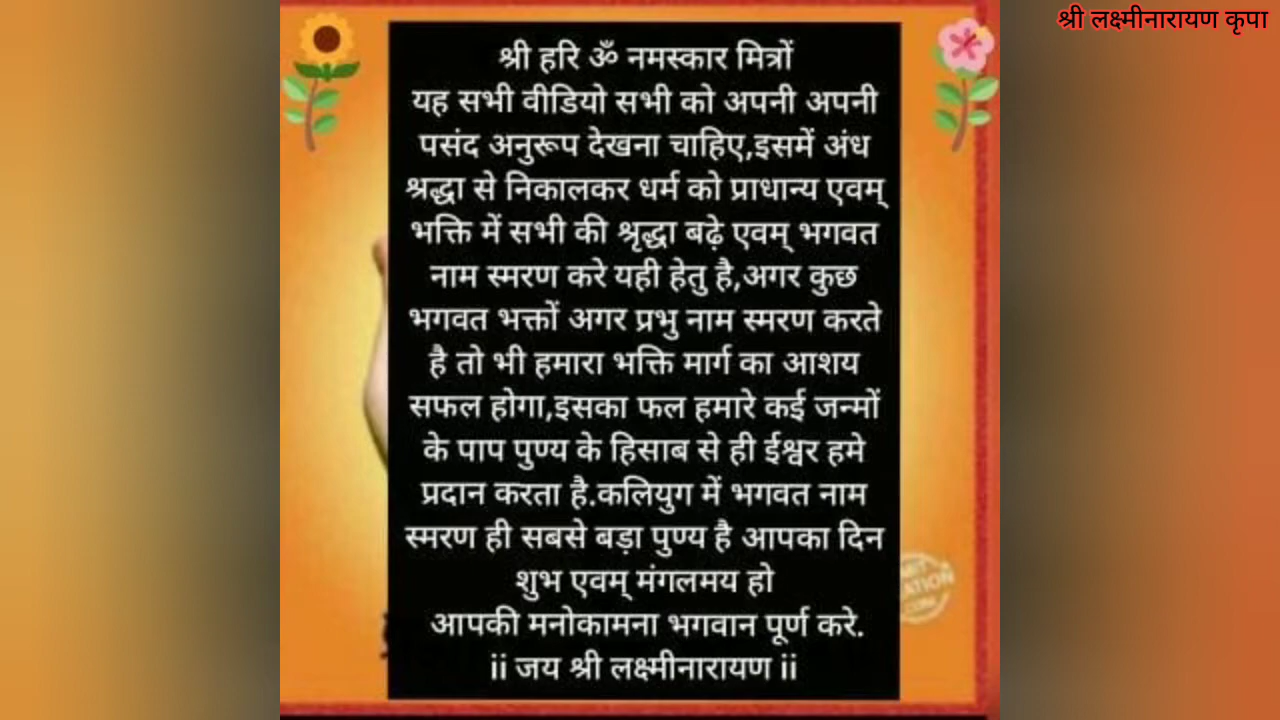 श्री लक्ष्मीनारायण कृपा
श्री हरि ॐ नमस्कार मित्रों
यह सभी वीडियो सभी को अपनी अपनी
पसंद अनुरूप देखना चाहिए,इसमें अंध
श्रद्धा से निकालकर धर्म को प्राधान्य एवम्
भक्ति में सभी की श्रृद्धा बढ़े एवम् भगवत
नाम स्मरण करे यही हेतु है,अगर कुछ
भगवत भक्तों अगर प्रभु नाम स्मरण करते
है तो भी हमारा भक्ति मार्ग का आशय
सफल होगा,इसका फल हमारे कई जन्मों
के पाप पुण्य के हिसाब से ही ईश्वर हमे
प्रदान करता है.कलियुग में भगवत नाम
स्मरण ही सबसे बड़ा पुण्य है आपका दिन
शुभ एवम् मंगलमय हो
आपकी मनोकामना भगवान पूर्ण करे.
ii जय श्री लक्ष्मीनारायण ii